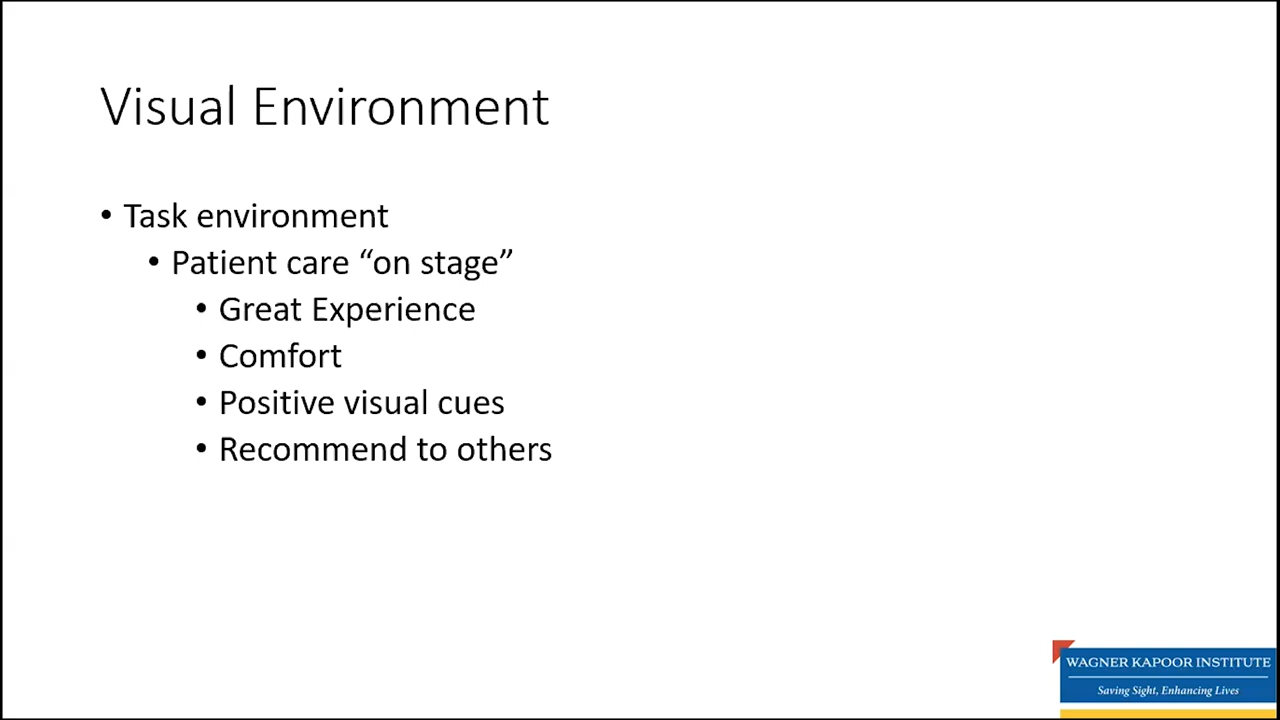 Visual Environment
• Task environment
• Patient care “on stage”
• Great Experience
• Comfort
• Positive visual cues
• Recommend to others
WAGNER KAPOOR INSTITUTE
Saving Sight, Enhancing Lives